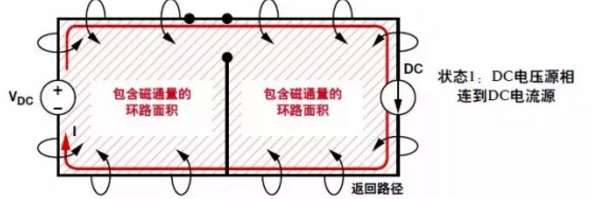 DC
状态1：DC电压源相
连到DC电流源
包含磁通量的
环路面积
包含磁通量的
环路面积
+
−
VDC
I
返回路径